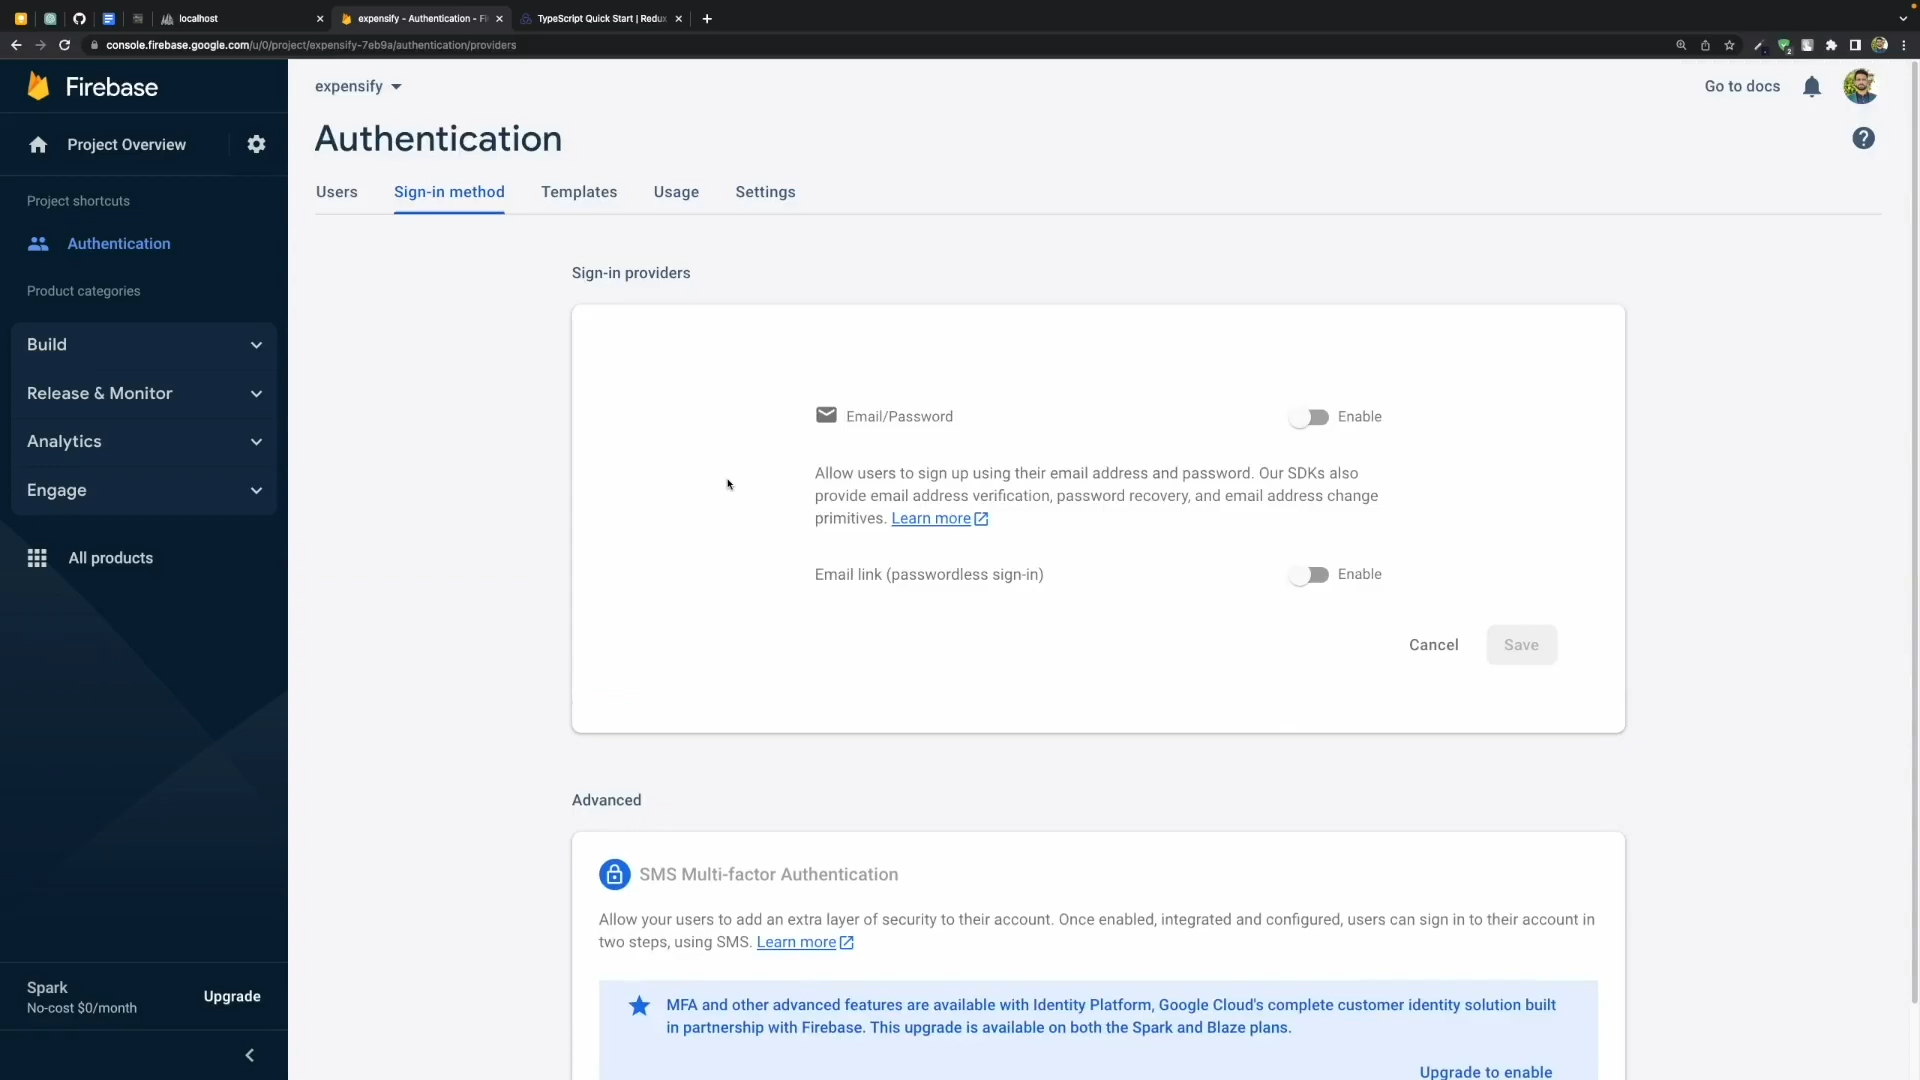 localhost
expensify - Authentication - Fi
TypeScript Quick Start | Redux
console.firebase.google.com/u/0/project/expensify-7eb9a/authentication/providers
Firebase
expensify
Go to docs
Project Overview
Authentication
Users
Sign-in method
Templates
Usage
Settings
Project shortcuts
Authentication
Product categories
Build
Release & Monitor
Analytics
Engage
All products
Sign-in providers
Email/Password
Enable
Allow users to sign up using their email address and password. Our SDKs also
provide email address verification, password recovery, and email address change
primitives. Learn more
Email link (passwordless sign-in)
Enable
Cancel
Save
Advanced
SMS Multi-factor Authentication
Allow your users to add an extra layer of security to their account. Once enabled, integrated and configured, users can sign in to their account in
two steps, using SMS. Learn more
MFA and other advanced features are available with Identity Platform, Google Cloud's complete customer identity solution built
in partnership with Firebase. This upgrade is available on both the Spark and Blaze plans.
Upgrade to enable
Spark
No-cost $0/month
Upgrade